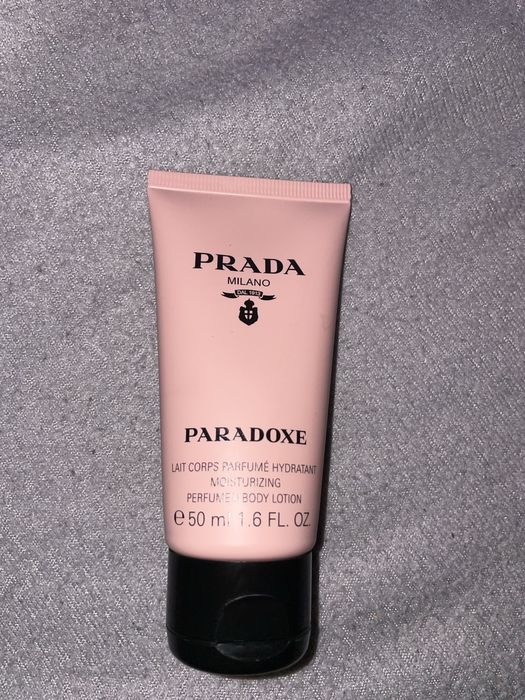 PRADA
MILANO
DAL 1913
PARADOXE
LAIT CORPS PARFUMÉ HYDRATANT
MOISTURIZING
PERFUMED BODY LOTION
e 50 ml 1.6 FL. OZ.